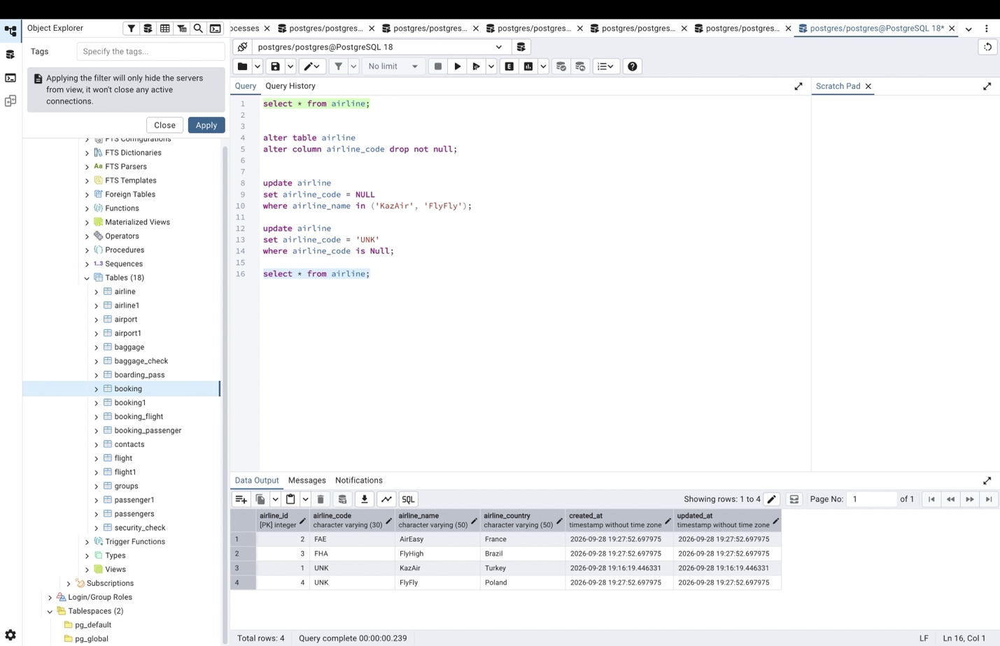 Object Explorer
Tags
Specify the tags...
Applying the filter will only hide the servers
from view, it won't close any active
connections.
Close
Apply
FTS Configurations
FTS Dictionaries
Aa FTS Parsers
FTS Templates
Foreign Tables
Functions
Materialized Views
Operators
Procedures
1..3 Sequences
Tables (18)
airline
airline1
airport
airport1
baggage
baggage_check
boarding_pass
booking
booking1
booking_flight
booking_passenger
contacts
flight
flight1
groups
passenger1
passengers
security_check
Trigger Functions
Types
Views
Subscriptions
Login/Group Roles
Tablespaces (2)
pg_default
pg_global
ocesses
postgres/postgres...
postgres/postgres...
postgres/postgres...
postgres/postgres...
postgres/postgres...
postgres/postgres@PostgreSQL 18*
postgres/postgres@PostgreSQL 18
No limit
E
Query
Query History
Scratch Pad
1 select * from airline;
2
3
4 alter table airline
5 alter column airline_code drop not null;
6
7
8 update airline
9 set airline_code = NULL
10 where airline_name in ('KazAir', 'FlyFly');
11
12 update airline
13 set airline_code = 'UNK'
14 where airline_code is Null;
15
16 select * from airline;
Data Output
Messages
Notifications
SQL
Showing rows: 1 to 4
Page No: 1 of 1
airline_id [PK] integer
airline_code character varying (30)
airline_name character varying (50)
airline_country character varying (50)
created_at timestamp without time zone
updated_at timestamp without time zone
1 2 FAE AirEasy France 2026-09-28 19:27:52.697975 2026-09-28 19:27:52.697975
2 3 FHA FlyHigh Brazil 2026-09-28 19:27:52.697975 2026-09-28 19:27:52.697975
3 1 UNK KazAir Turkey 2026-09-28 19:16:19.446331 2026-09-28 19:16:19.446331
4 4 UNK FlyFly Poland 2026-09-28 19:27:52.697975 2026-09-28 19:27:52.697975
Total rows: 4
Query complete 00:00:00.239
LF
Ln 16, Col 1